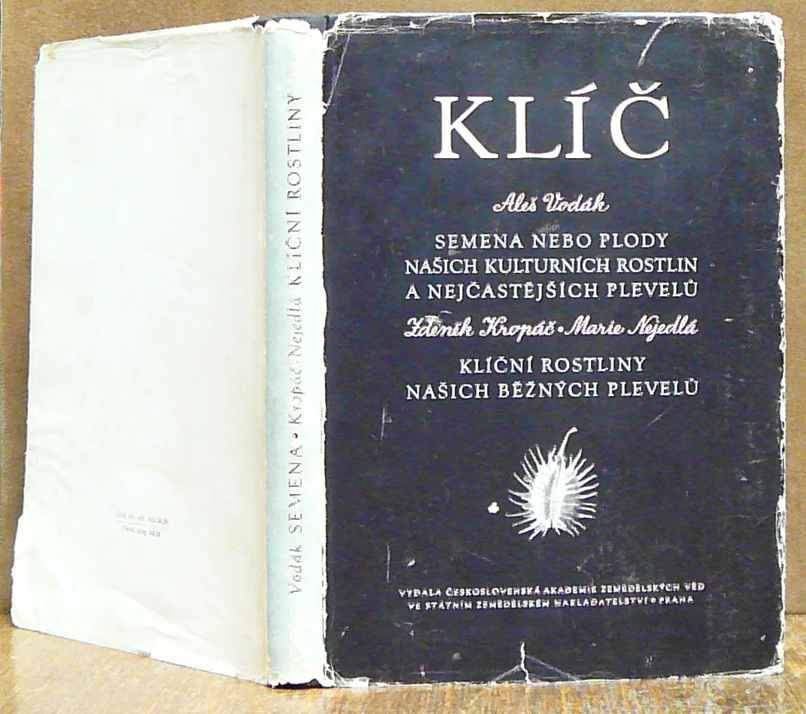 KLÍČ
Aleš Vodák
SEMENA NEBO PLODY
NAŠICH KULTURNÍCH ROSTLIN
A NEJČASTĚJŠÍCH PLEVELŮ
Zdeněk Kropáč • Marie Nejedlá
KLÍČNÍ ROSTLINY
NAŠICH BĚŽNÝCH PLEVELŮ
VYDALA ČESKOSLOVENSKÁ AKADEMIE ZEMĚDĚLSKÝCH VĚD
VE STÁTNÍM ZEMĚDĚLSKÉM NAKLADATELSTVÍ • PRAHA
Vodák SEMENA • Kropáč-Nejedlá KLÍČNÍ ROSTLINY